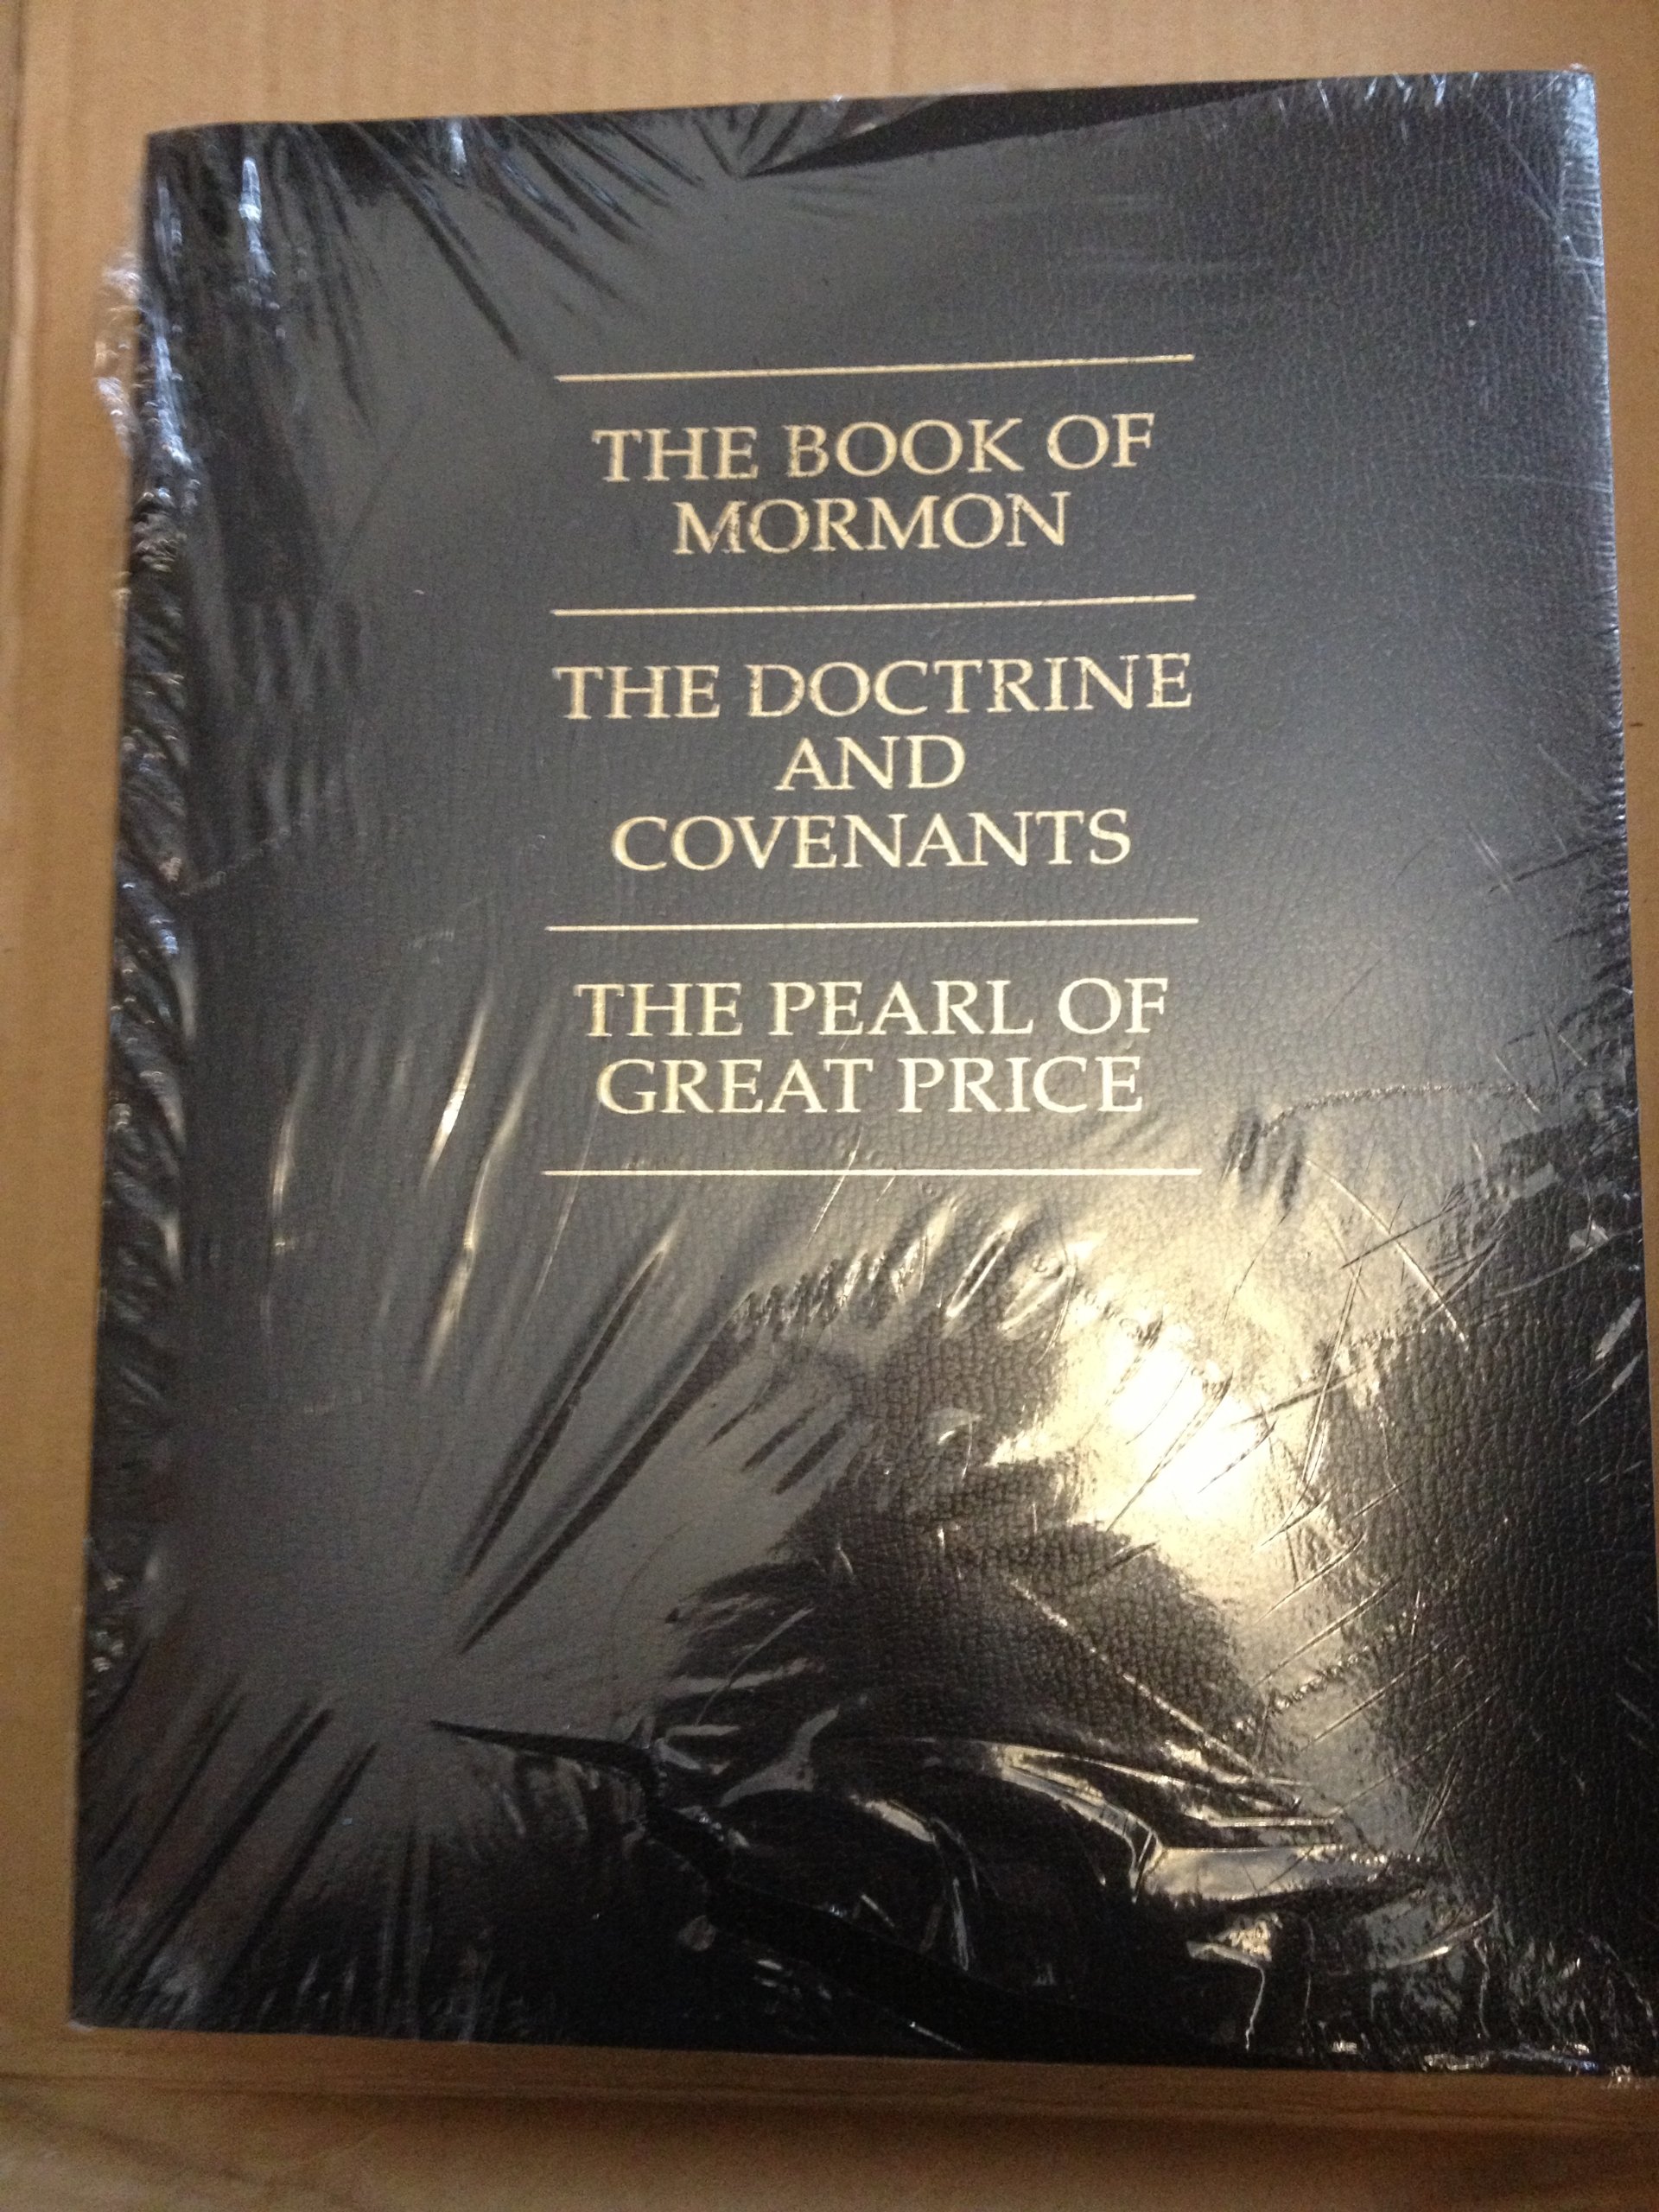 THE BOOK OF
MORMON
THE DOCTRINE
AND
COVENANTS
THE PEARL OF
GREAT PRICE